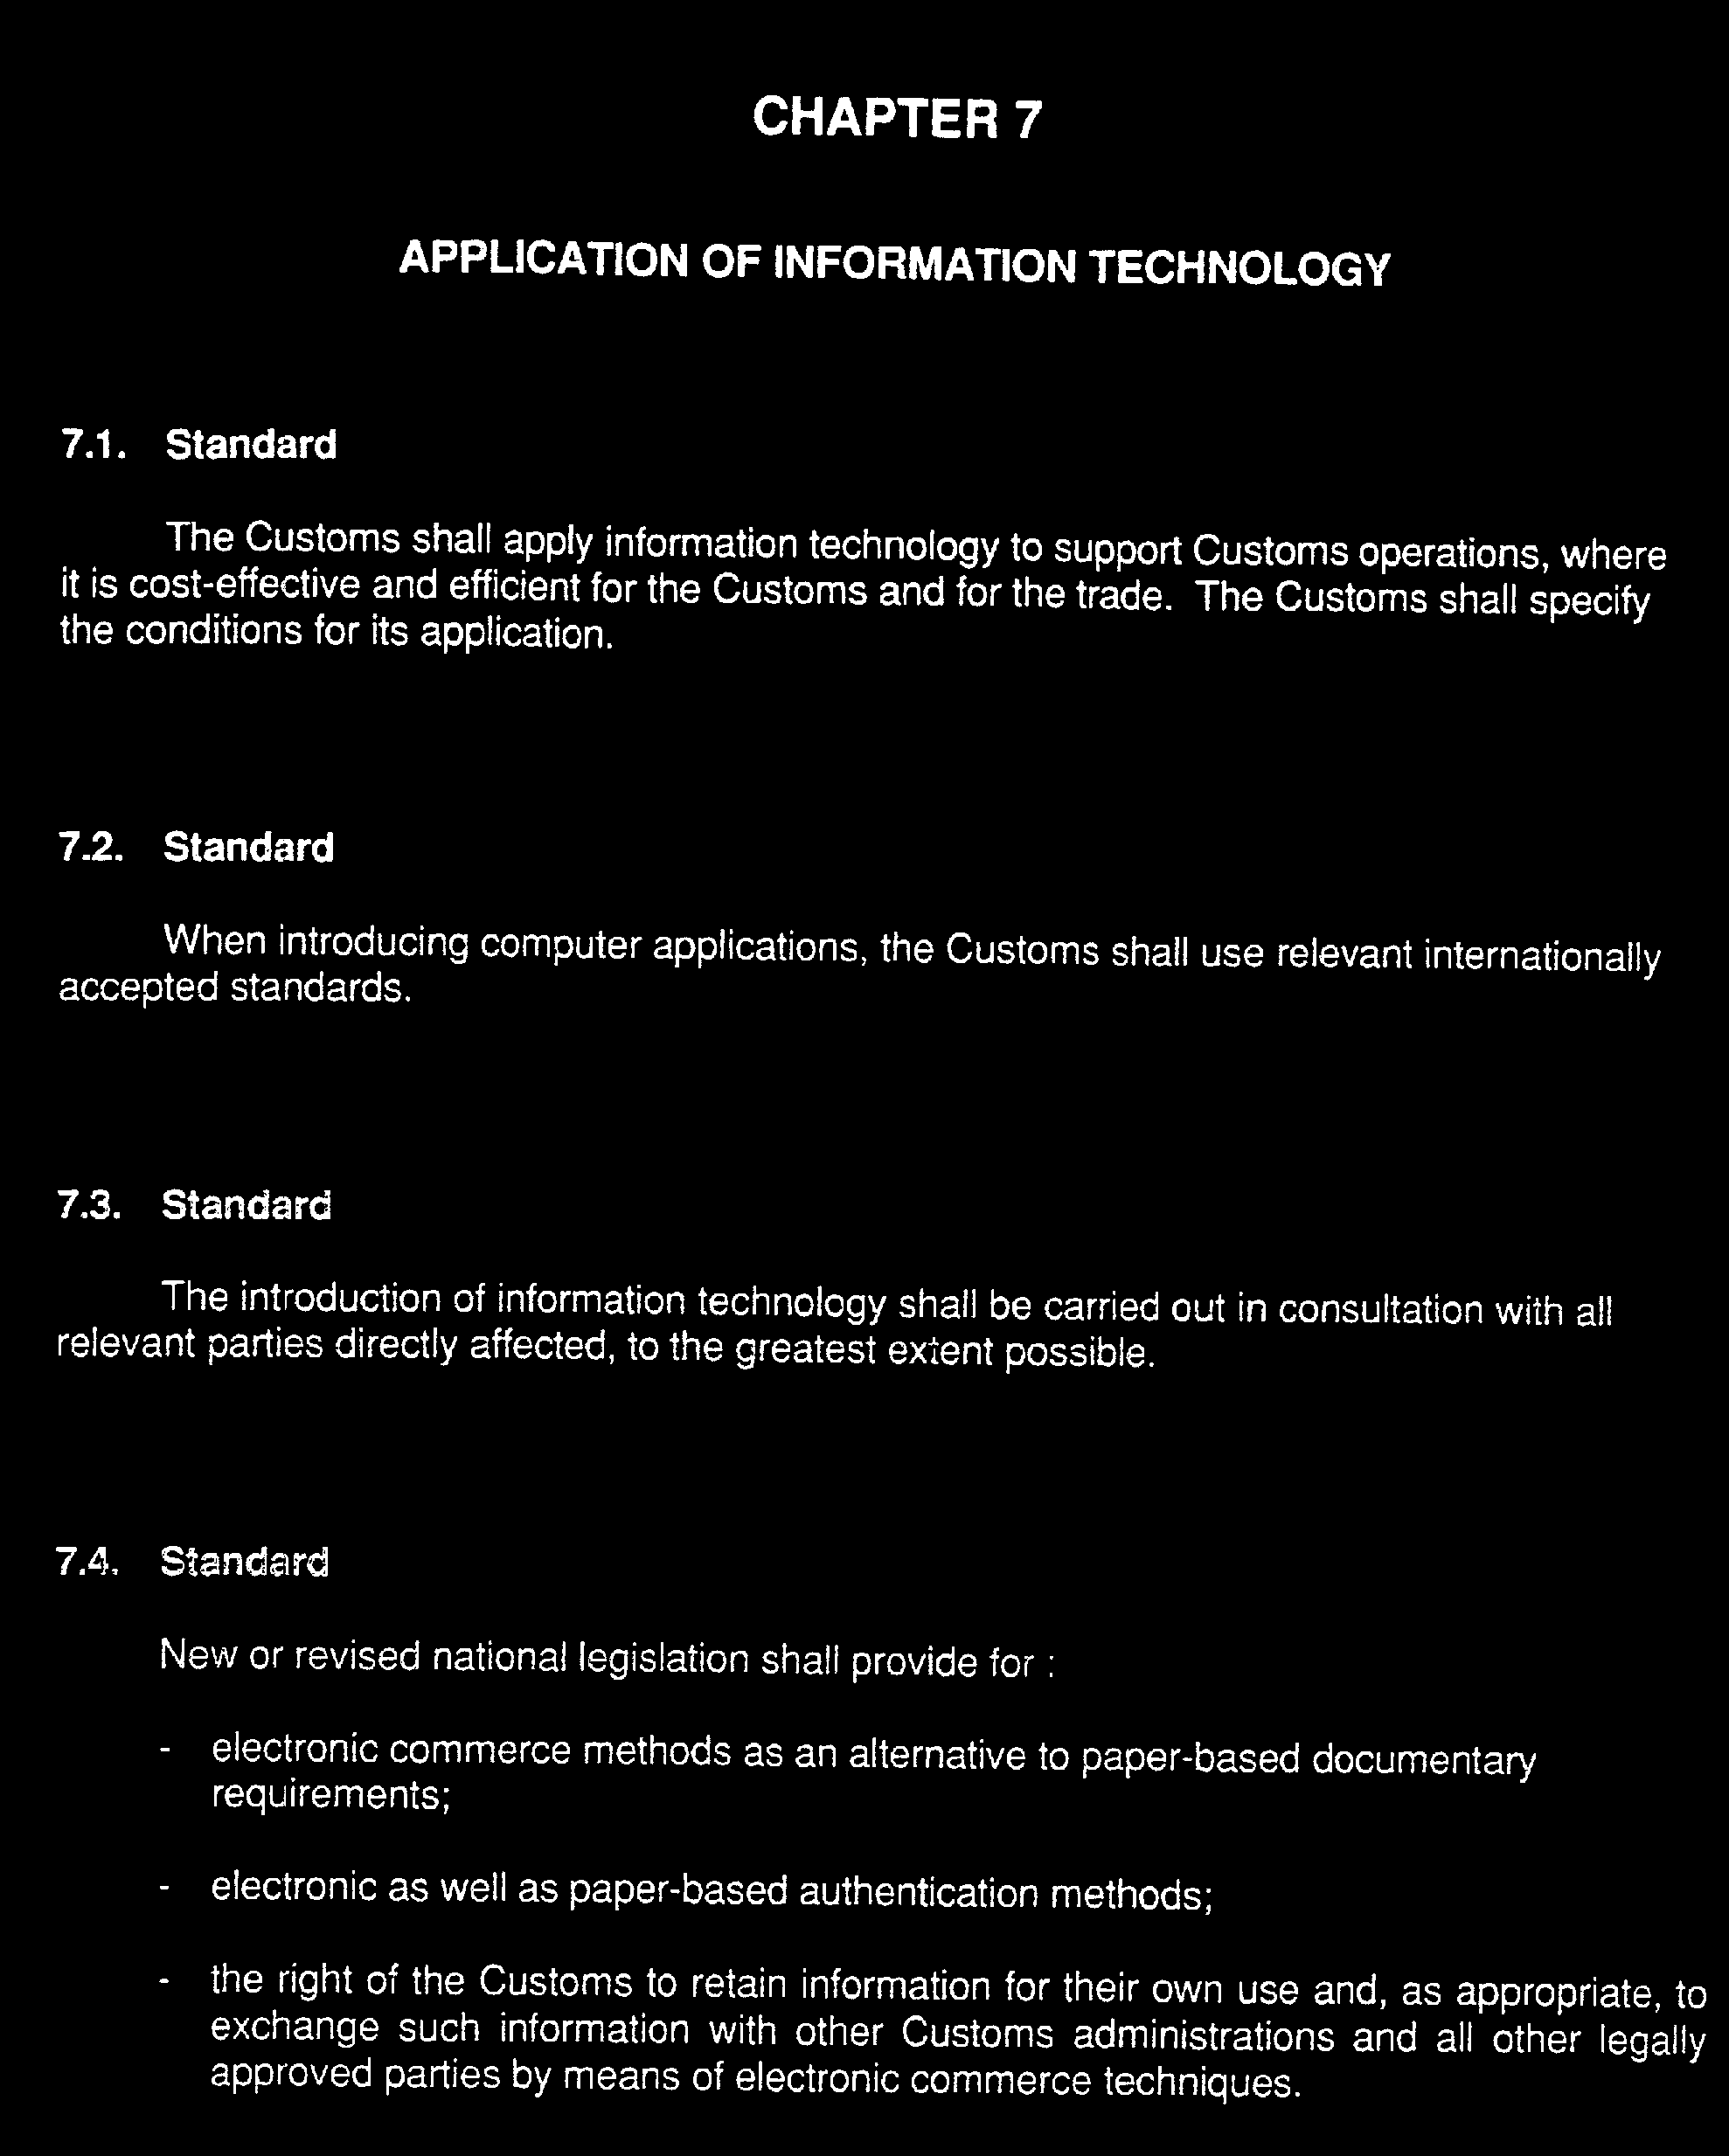 CHAPTER 7
APPLICATION OF INFORMATION TECHNOLOGY
7.1. Standard
The Customs shall apply information technology to support Customs operations, where
it is cost-effective and efficient for the Customs and for the trade. The Customs shall specify
the conditions for its application.
7.2. Standard
When introducing computer applications, the Customs shall use relevant internationally
accepted standards.
7.3. Standard
The introduction of information technology shall be carried out in consultation with all
relevant parties directly affected, to the greatest extent possible.
7.4. Standard
New or revised national legislation shall provide for :
- electronic commerce methods as an alternative to paper-based documentary
requirements;
- electronic as well as paper-based authentication methods;
- the right of the Customs to retain information for their own use and, as appropriate, to
exchange such information with other Customs administrations and all other legally
approved parties by means of electronic commerce techniques.